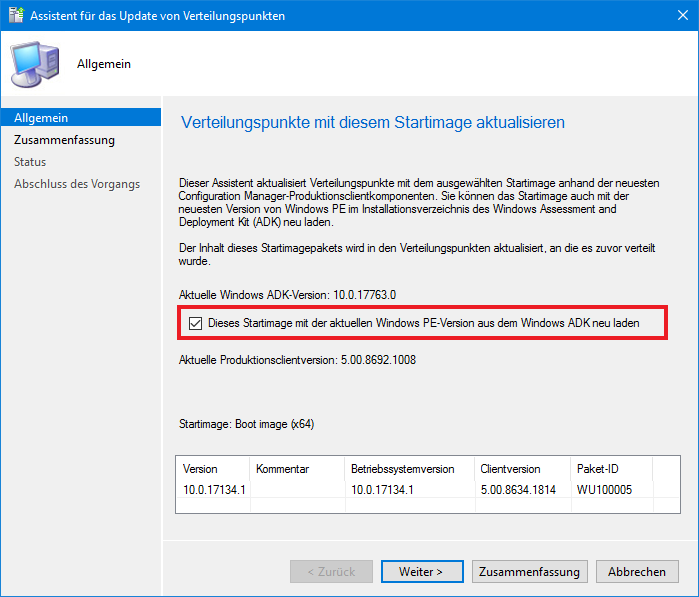 Assistent für das Update von Verteilungspunkten
Allgemein
Allgemein
Zusammenfassung
Status
Abschluss des Vorgangs
Verteilungspunkte mit diesem Startimage aktualisieren
Dieser Assistent aktualisiert Verteilungspunkte mit dem ausgewählten Startimage anhand der neuesten
Configuration Manager-Produktionsclientkomponenten. Sie können das Startimage auch mit der
neuesten Version von Windows PE im Installationsverzeichnis des Windows Assessment and
Deployment Kit (ADK) neu laden.
Der Inhalt dieses Startimagepakets wird in den Verteilungspunkten aktualisiert, an die es zuvor verteilt
wurde.
Aktuelle Windows ADK-Version: 10.0.17763.0
Dieses Startimage mit der aktuellen Windows PE-Version aus dem Windows ADK neu laden
Aktuelle Produktionsclientversion: 5.00.8692.1008
Startimage: Boot image (x64)
Version Kommentar Betriebssystemversion Clientversion Paket-ID
10.0.17134.1 10.0.17134.1 5.00.8634.1814 WU100005
< Zurück Weiter > Zusammenfassung Abbrechen